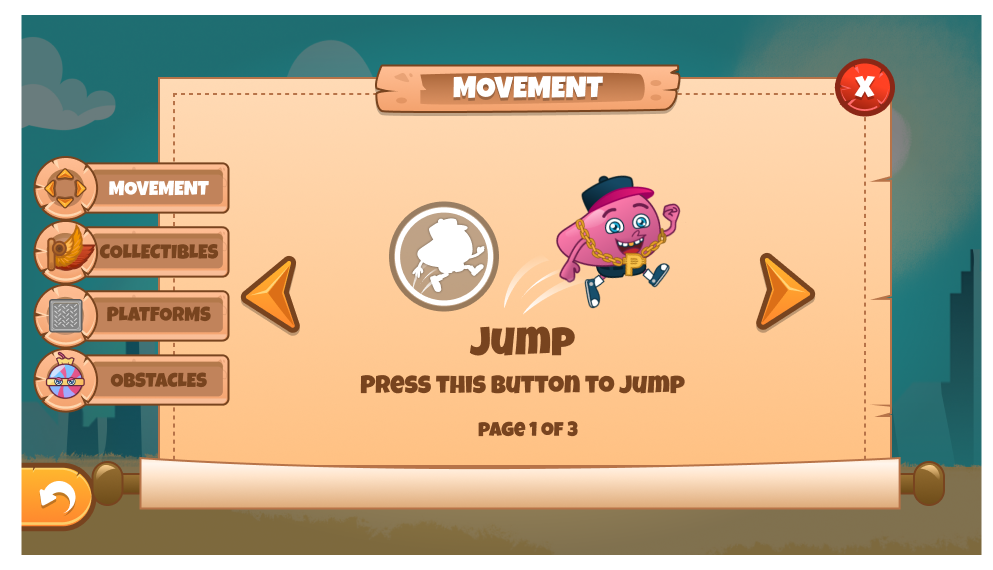 MOVEMENT
X
MOVEMENT
COLLECTIBLES
PLATFORMS
OBSTACLES
P
JUMP
PRESS THIS BUTTON TO JUMP
PAGE 1 OF 3